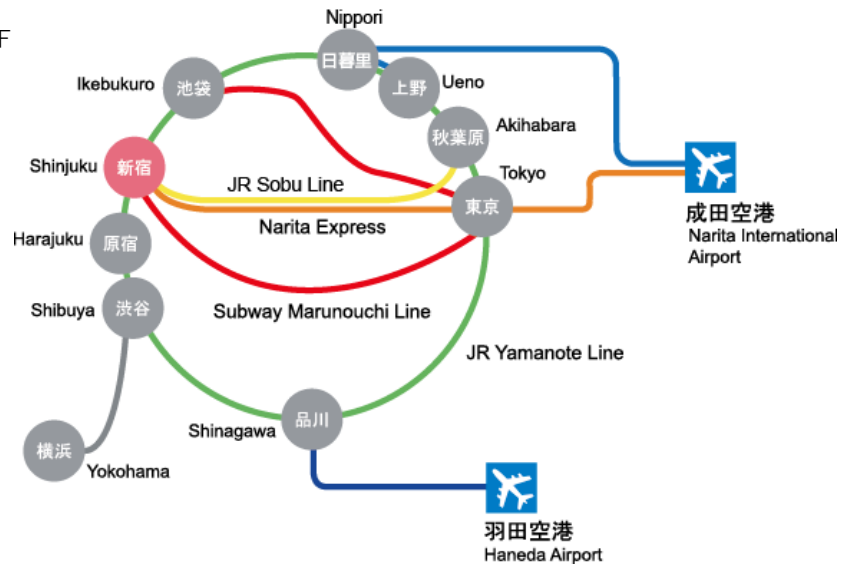 Nippori
F
日暮里
Ikebukuro
池袋
上野
Ueno
秋葉原
Akihabara
Shinjuku
新宿
JR Sobu Line
Tokyo
東京
Narita Express
成田空港
Narita International
Airport
Harajuku
原宿
Shibuya
渋谷
Subway Marunouchi Line
JR Yamanote Line
品川
Shinagawa
横浜
Yokohama
羽田空港
Haneda Airport